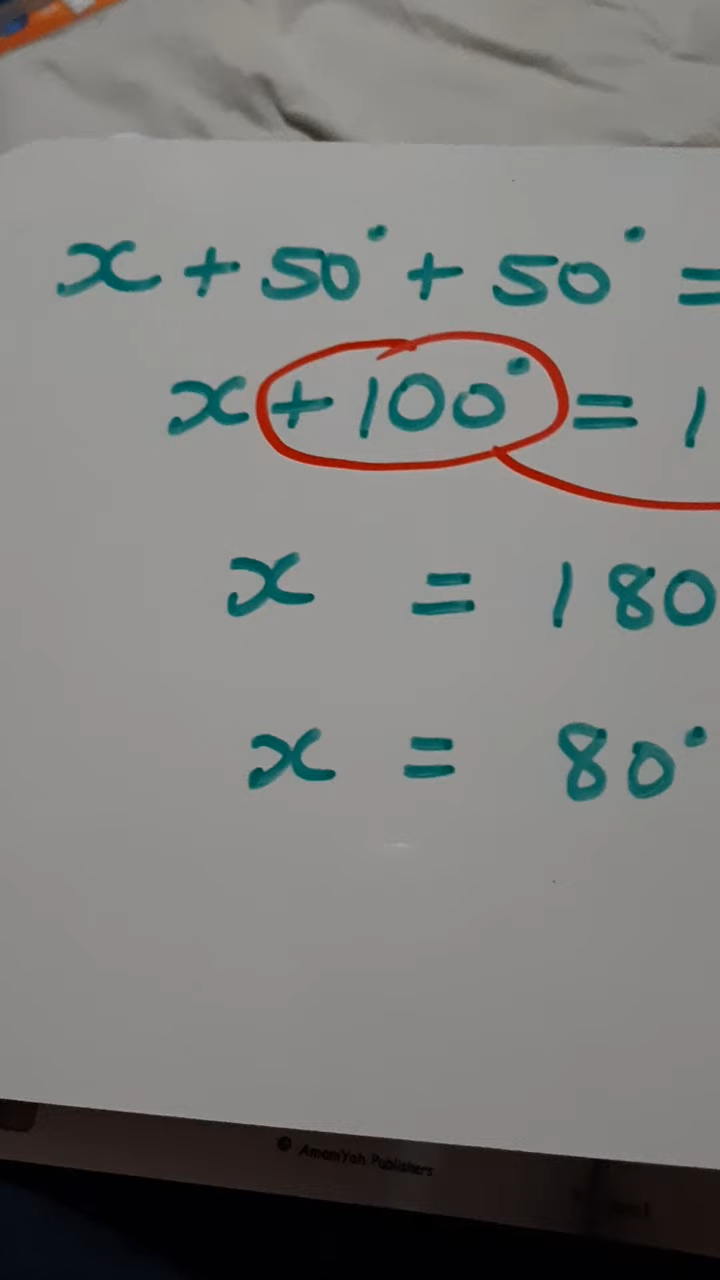 x + 50° + 50° =
x + 100° = 1
x = 180
x = 80°
© AmaniYah Publishers